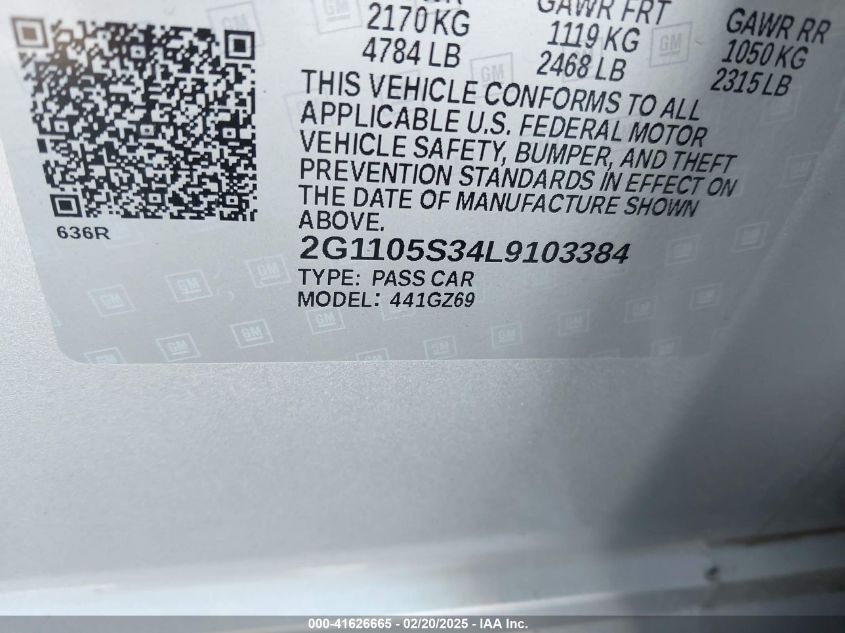 2170 KG
4784 LB
GAWR FRT
1119 KG
2468 LB
GAWR RR
1050 KG
2315 LB
THIS VEHICLE CONFORMS TO ALL
APPLICABLE U.S. FEDERAL MOTOR
VEHICLE SAFETY, BUMPER, AND THEFT
PREVENTION STANDARDS IN EFFECT ON
THE DATE OF MANUFACTURE SHOWN
ABOVE.
636R
2G1105S34L9103384
TYPE: PASS CAR
MODEL: 441GZ69
000-41626665 - 02/20/2025 - IAA Inc.